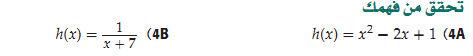 تحقق من فهمك
h(x) = x² − 2x + 1 (4A
h(x) = 1/(x + 7) (4B